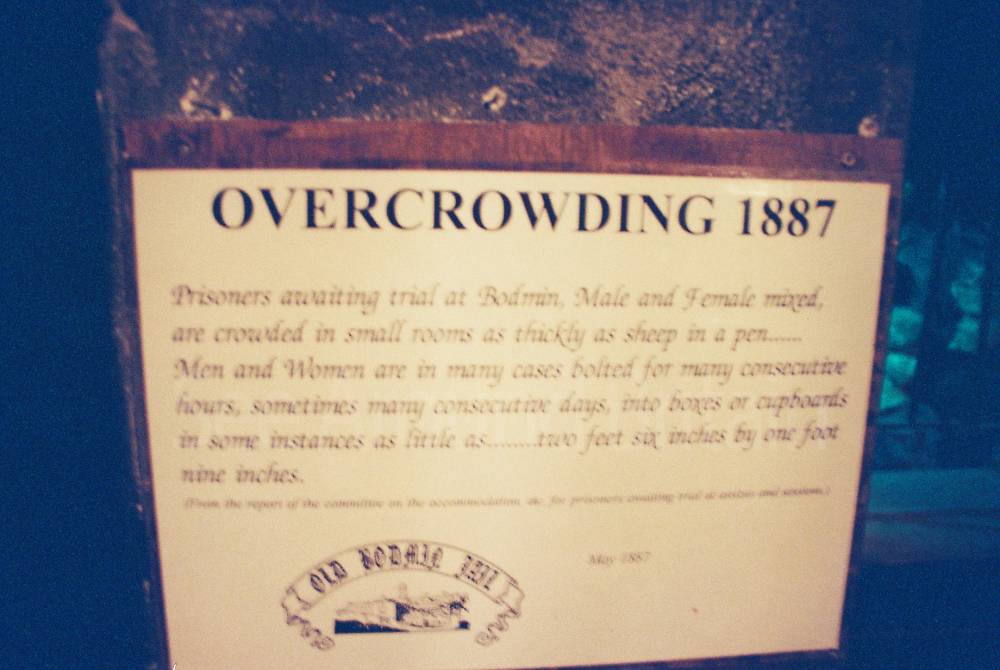 OVERCROWDING 1887
Prisoners awaiting trial at Bodmin, Male and Female mixed,
are crowded in small rooms as thickly as sheep in a pen......
Men and Women are in many cases bolted for many consecutive
hours, sometimes many consecutive days, into boxes or cupboards
in some instances as little as........two feet six inches by one foot
nine inches.
(From the report of the committee on the accommodation, etc. for prisoners awaiting trial at assizes and sessions.)
May 1887
OLD BODMIN JAIL